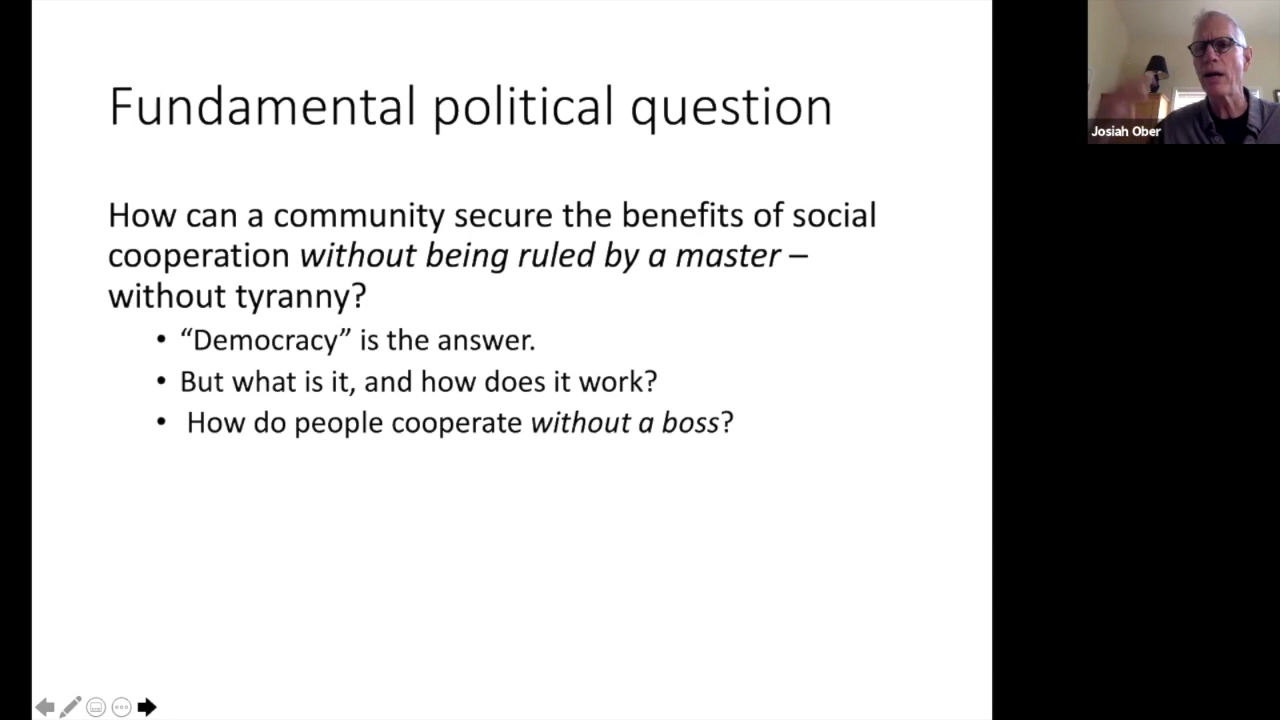 Fundamental political question
How can a community secure the benefits of social
cooperation without being ruled by a master –
without tyranny?
• “Democracy” is the answer.
• But what is it, and how does it work?
• How do people cooperate without a boss?
Josiah Ober